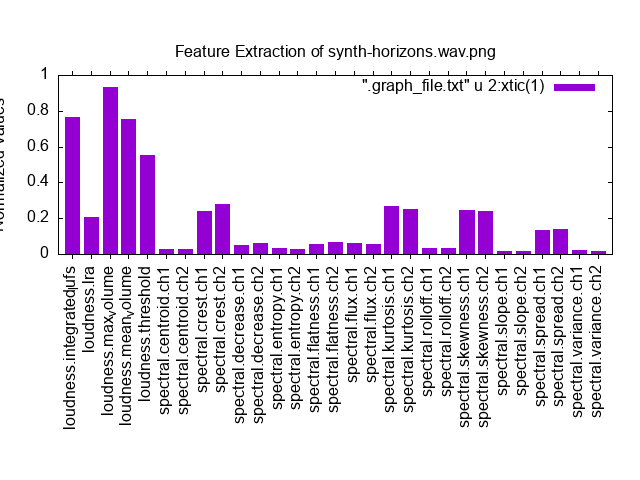 Feature Extraction of synth-horizons.wav.png
".graph_file.txt" u 2:xtic(1)
Normalized Values
1
0.8
0.6
0.4
0.2
0
loudness.integratedlufs
loudness.lra
loudness.maxvolume
loudness.meanvolume
loudness.threshold
spectral.centroid.ch1
spectral.centroid.ch2
spectral.crest.ch1
spectral.crest.ch2
spectral.decrease.ch1
spectral.decrease.ch2
spectral.entropy.ch1
spectral.entropy.ch2
spectral.flatness.ch1
spectral.flatness.ch2
spectral.flux.ch1
spectral.flux.ch2
spectral.kurtosis.ch1
spectral.kurtosis.ch2
spectral.rolloff.ch1
spectral.rolloff.ch2
spectral.skewness.ch1
spectral.skewness.ch2
spectral.slope.ch1
spectral.slope.ch2
spectral.spread.ch1
spectral.spread.ch2
spectral.variance.ch1
spectral.variance.ch2